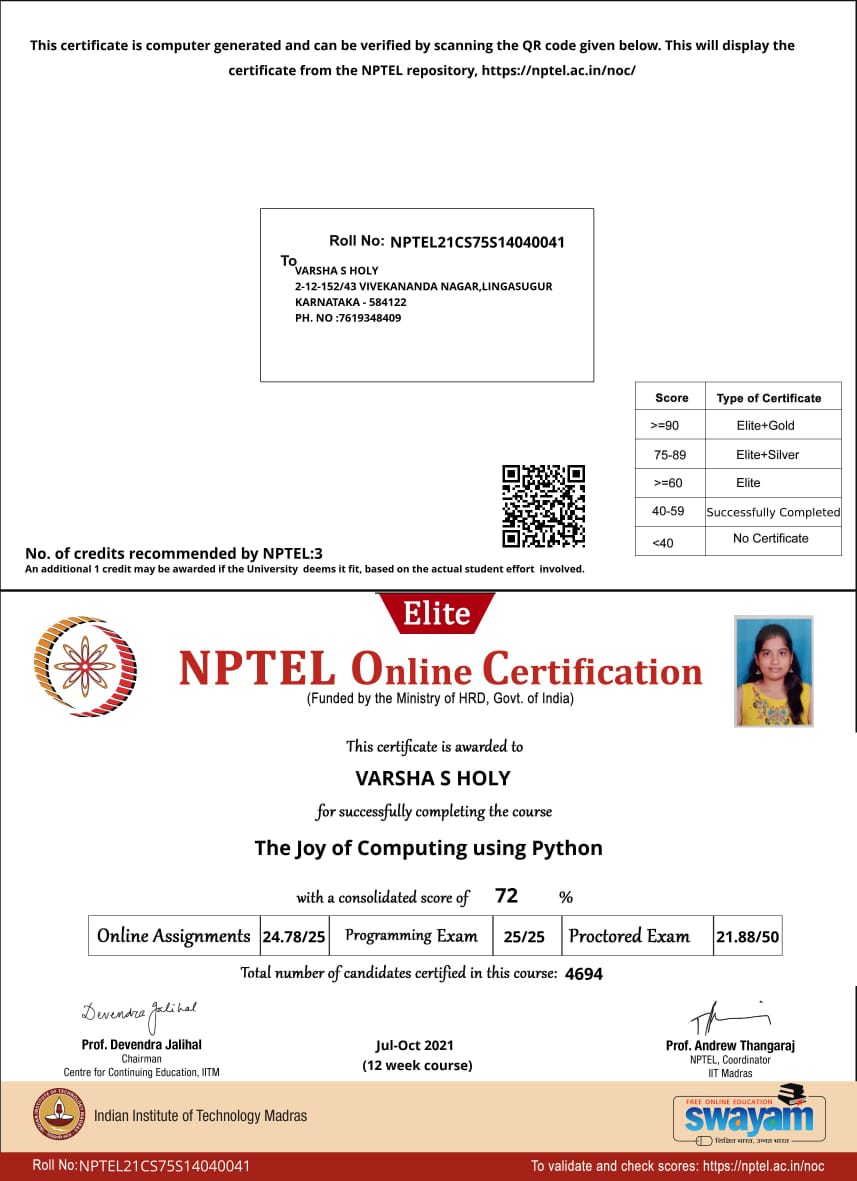 This certificate is computer generated and can be verified by scanning the QR code given below. This will display the
certificate from the NPTEL repository, https://nptel.ac.in/noc/
Roll No: NPTEL21CS75S14040041
To
VARSHA S HOLY
2-12-152/43 VIVEKANANDA NAGAR,LINGASUGUR
KARNATAKA - 584122
PH. NO :7619348409
Score Type of Certificate
>=90 Elite+Gold
75-89 Elite+Silver
>=60 Elite
40-59 Successfully Completed
<40 No Certificate
No. of credits recommended by NPTEL:3
An additional 1 credit may be awarded if the University deems it fit, based on the actual student effort involved.
Elite
NPTEL Online Certification
(Funded by the Ministry of HRD, Govt. of India)
This certificate is awarded to
VARSHA S HOLY
for successfully completing the course
The Joy of Computing using Python
with a consolidated score of 72 %
Online Assignments 24.78/25 Programming Exam 25/25 Proctored Exam 21.88/50
Total number of candidates certified in this course: 4694
Devendra Jalihal
Prof. Devendra Jalihal
Chairman
Centre for Continuing Education, IITM
Jul-Oct 2021
(12 week course)
Prof. Andrew Thangaraj
NPTEL, Coordinator
IIT Madras
Indian Institute of Technology Madras
FREE ONLINE EDUCATION
swayam
शिक्षित भारत, उन्नत भारत
Roll No:NPTEL21CS75S14040041
To validate and check scores: https://nptel.ac.in/noc